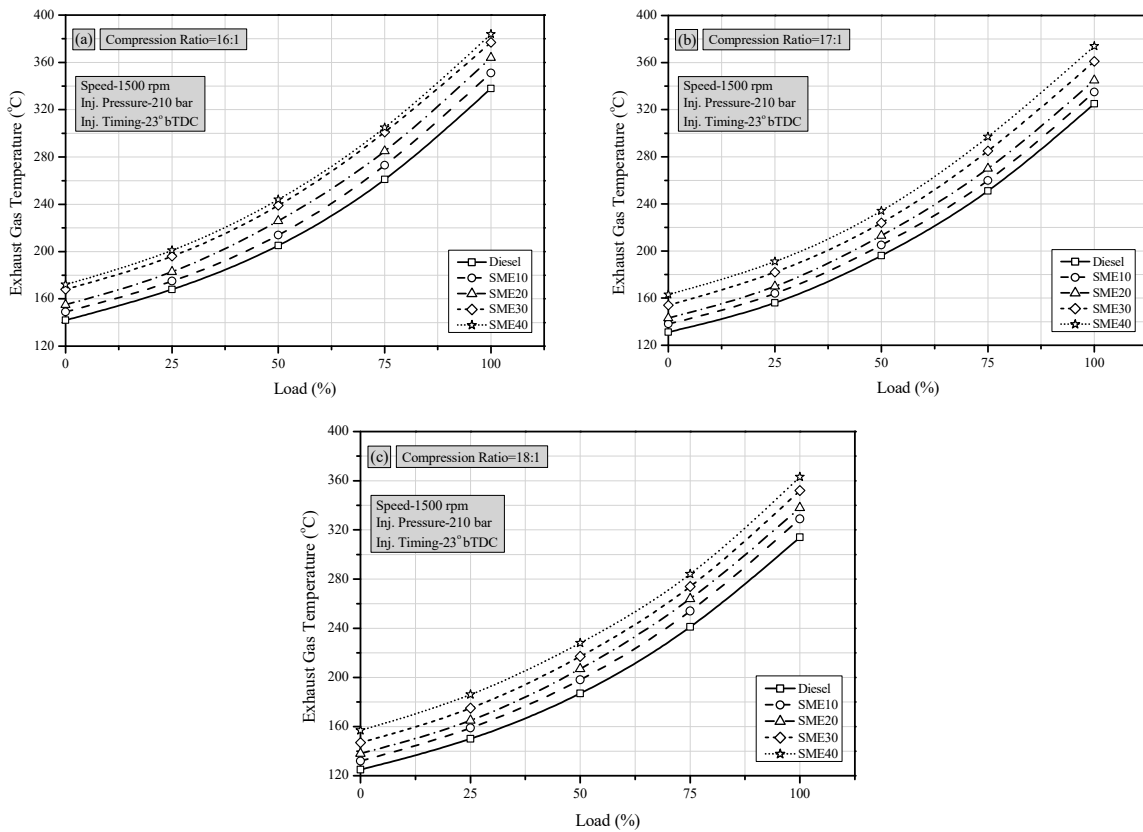 (a) Compression Ratio=16:1
Speed-1500 rpm
Inj. Pressure-210 bar
Inj. Timing-23° bTDC
Exhaust Gas Temperature (°C)
400
360
320
280
240
200
160
120
Diesel
SME10
SME20
SME30
SME40
0 25 50 75 100
Load (%)
(b) Compression Ratio=17:1
Speed-1500 rpm
Inj. Pressure-210 bar
Inj. Timing-23° bTDC
Exhaust Gas Temperature (°C)
400
360
320
280
240
200
160
120
Diesel
SME10
SME20
SME30
SME40
0 25 50 75 100
Load (%)
(c) Compression Ratio=18:1
Speed-1500 rpm
Inj. Pressure-210 bar
Inj. Timing-23° bTDC
Exhaust Gas Temperature (°C)
400
360
320
280
240
200
160
120
Diesel
SME10
SME20
SME30
SME40
0 25 50 75 100
Load (%)